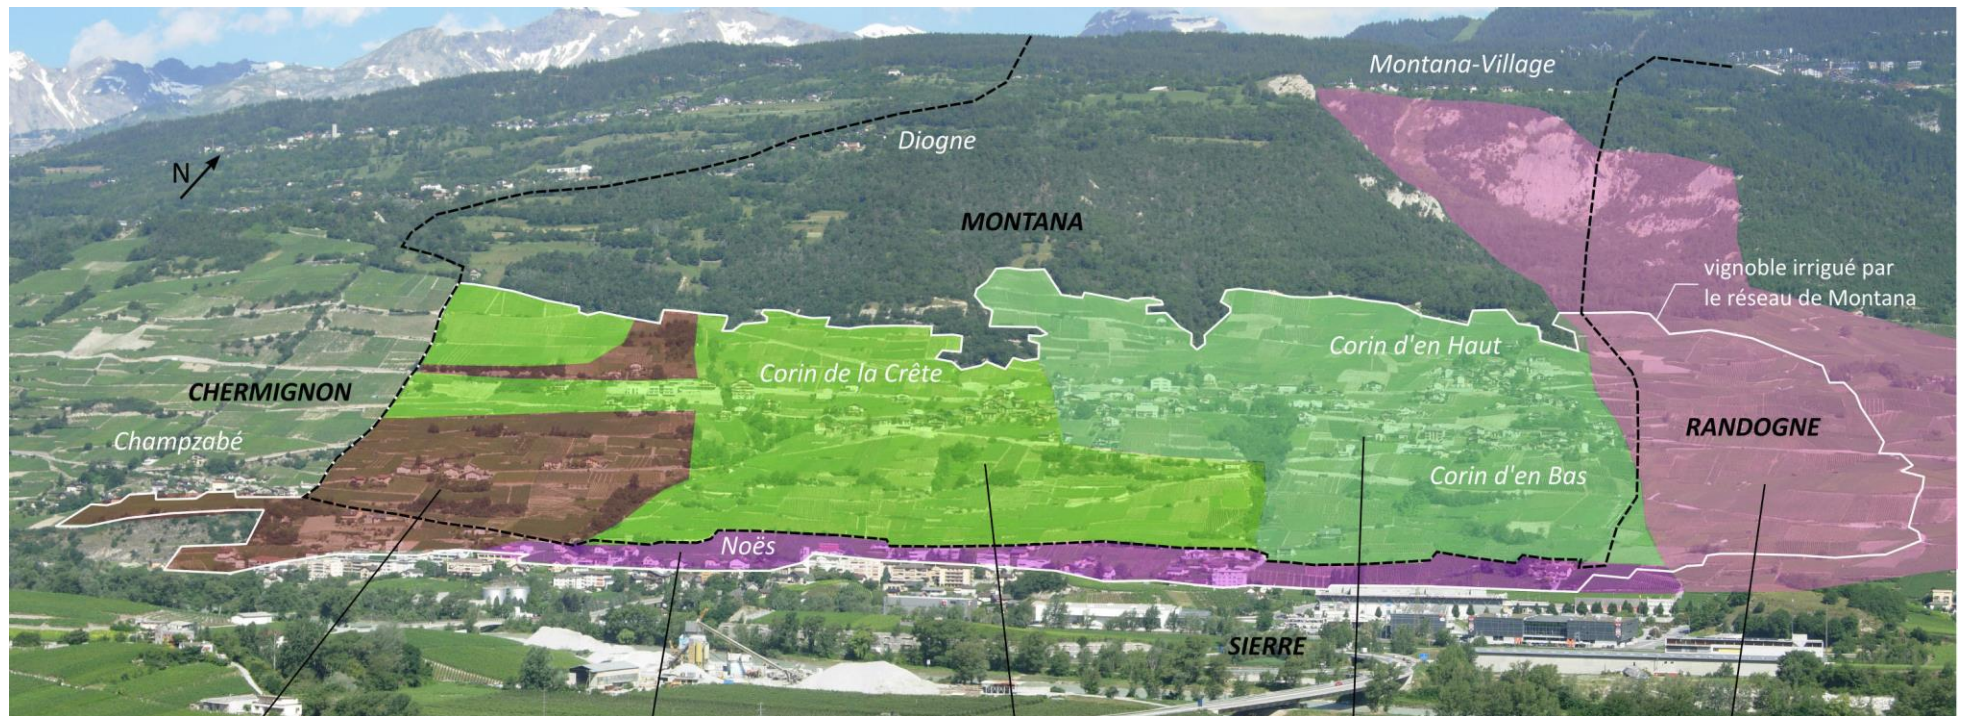 Montana-Village
Diogne
N
MONTANA
vignoble irrigué par
le réseau de Montana
Corin d'en Haut
Corin de la Crête
CHERMIGNON
RANDOGNE
Champzabé
Corin d'en Bas
Noës
SIERRE